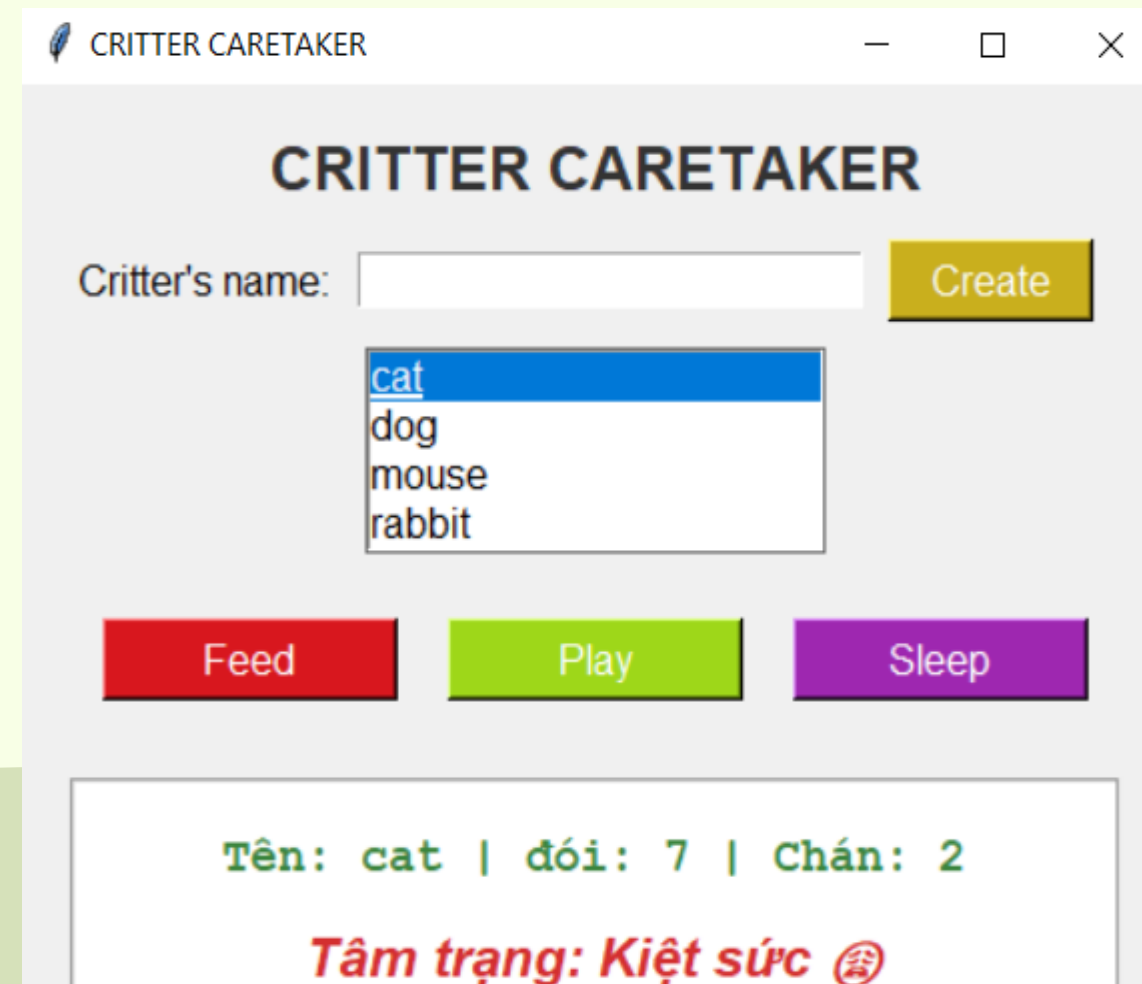 CRITTER CARETAKER
CRITTER CARETAKER
Critter's name: Create
cat
dog
mouse
rabbit
Feed Play Sleep
Tên: cat | đói: 7 | Chán: 2
Tâm trạng: Kiệt sức 😩